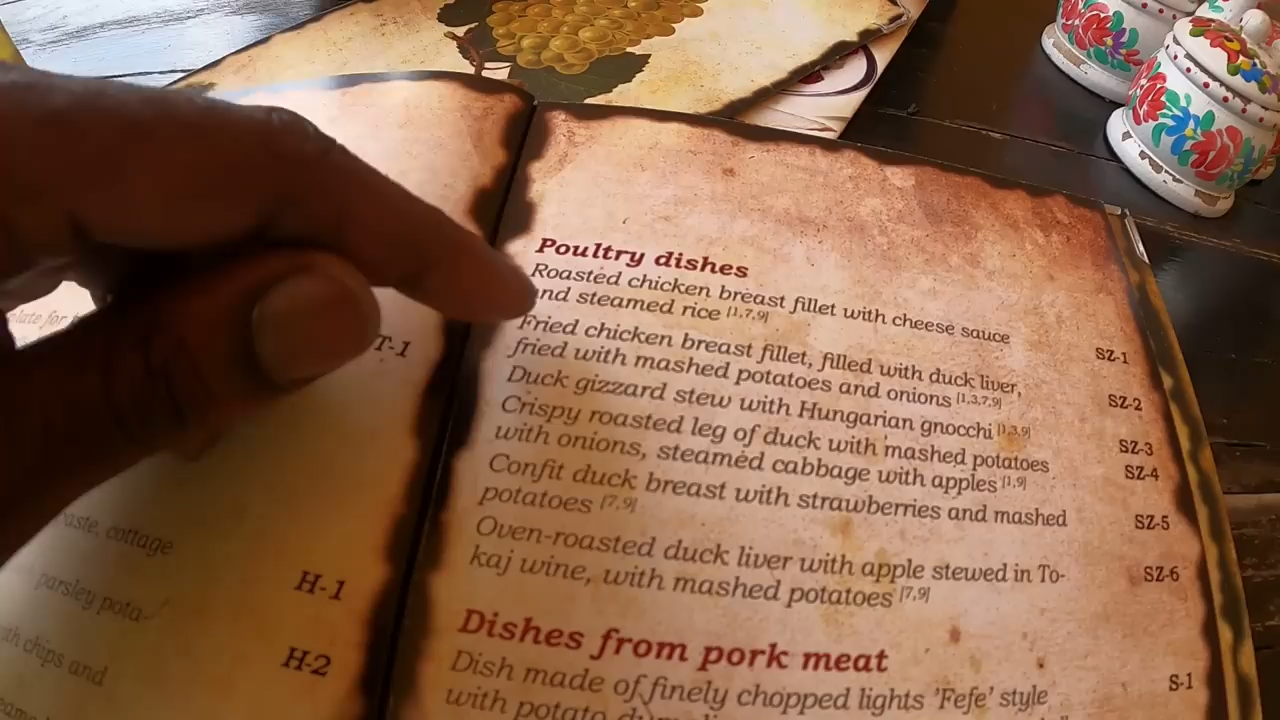 plate for
T-1
paste, cottage
H-1
parsley pota-
with chips and
H-2
Poultry dishes
Roasted chicken breast fillet with cheese sauce
and steamed rice [1,7,9] SZ-1
Fried chicken breast fillet, filled with duck liver,
fried with mashed potatoes and onions [1,3,7,9] SZ-2
Duck gizzard stew with Hungarian gnocchi [1,3,9] SZ-3
Crispy roasted leg of duck with mashed potatoes SZ-4
with onions, steamed cabbage with apples [1,9]
Confit duck breast with strawberries and mashed SZ-5
potatoes [7,9]
Oven-roasted duck liver with apple stewed in To- SZ-6
kaj wine, with mashed potatoes [7,9]
Dishes from pork meat
Dish made of finely chopped lights 'Fefe' style S-1
with potato